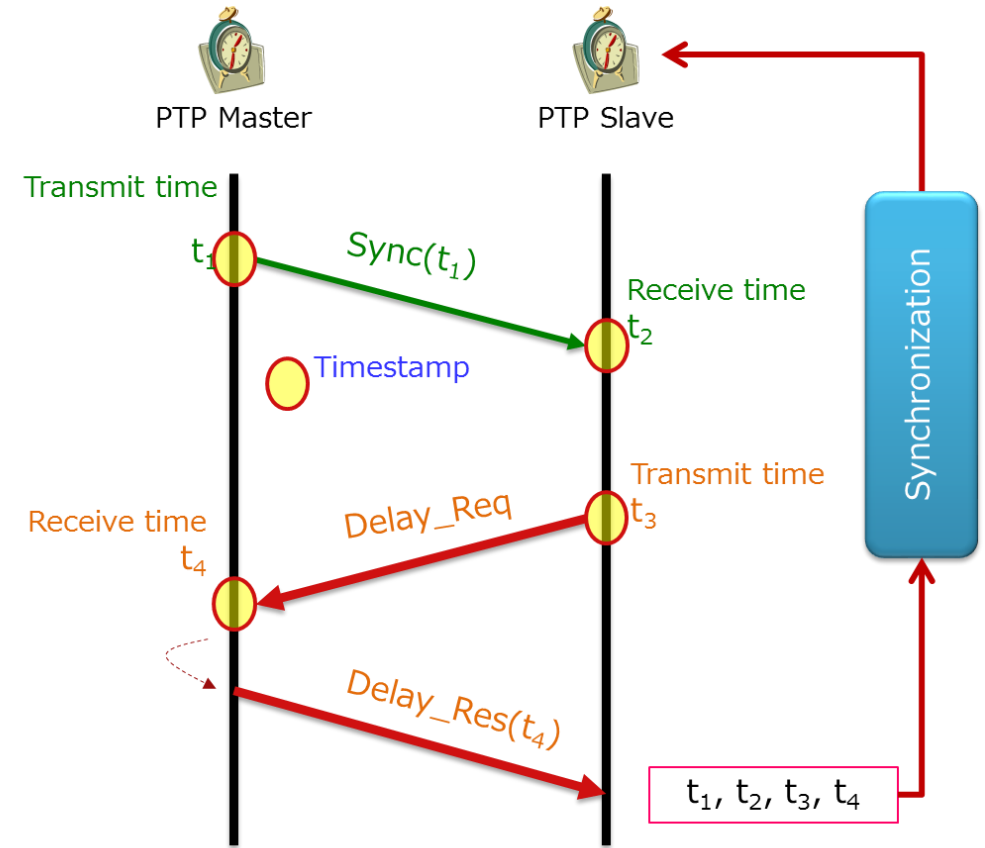 PTP Master
PTP Slave
Transmit time
t₁
Sync(t₁)
Receive time
t₂
Timestamp
Transmit time
t₃
Delay_Req
Receive time
t₄
Delay_Res(t₄)
t₁, t₂, t₃, t₄
Synchronization